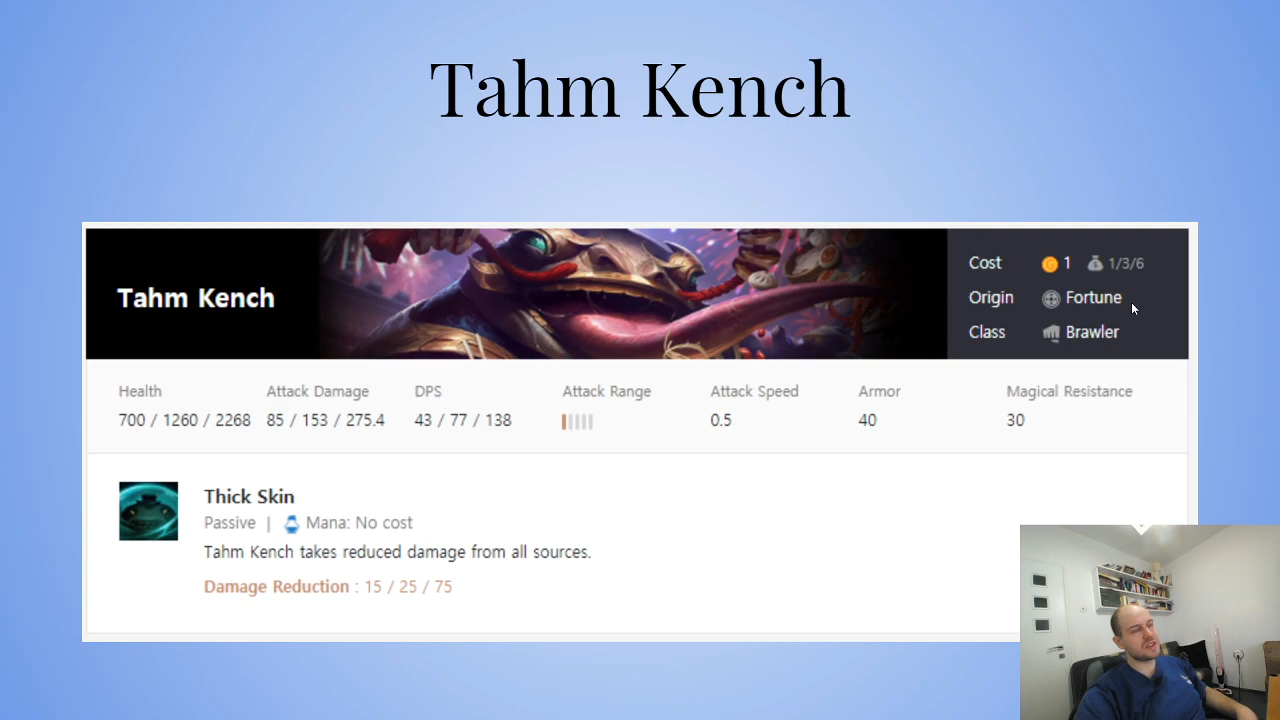 Tahm Kench
Tahm Kench
Cost 1 1/3/6
Origin Fortune
Class Brawler
Health Attack Damage DPS Attack Range Attack Speed Armor Magical Resistance
700 / 1260 / 2268 85 / 153 / 275.4 43 / 77 / 138 0.5 40 30
Thick Skin
Passive | Mana: No cost
Tahm Kench takes reduced damage from all sources.
Damage Reduction : 15 / 25 / 75